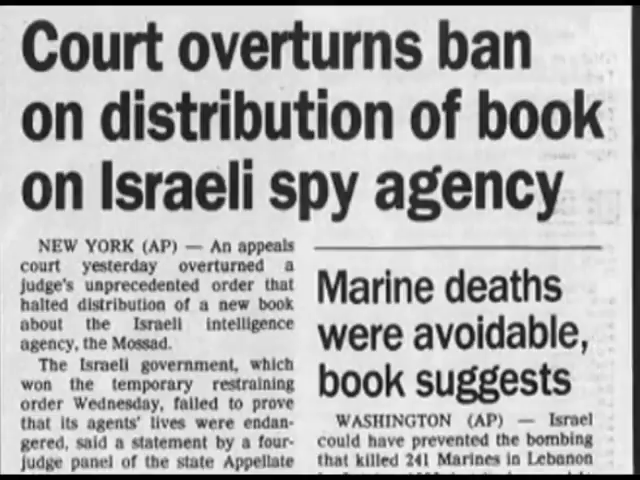 Court overturns ban
on distribution of book
on Israeli spy agency
NEW YORK (AP) — An appeals
court yesterday overturned a
judge's unprecedented order that
halted distribution of a new book
about the Israeli intelligence
agency, the Mossad.
The Israeli government, which
won the temporary restraining
order Wednesday, failed to prove
that its agents' lives were endan-
gered, said a statement by a four-
judge panel of the state Appellate
Marine deaths
were avoidable,
book suggests
WASHINGTON (AP) — Israel
could have prevented the bombing
that killed 241 Marines in Lebanon